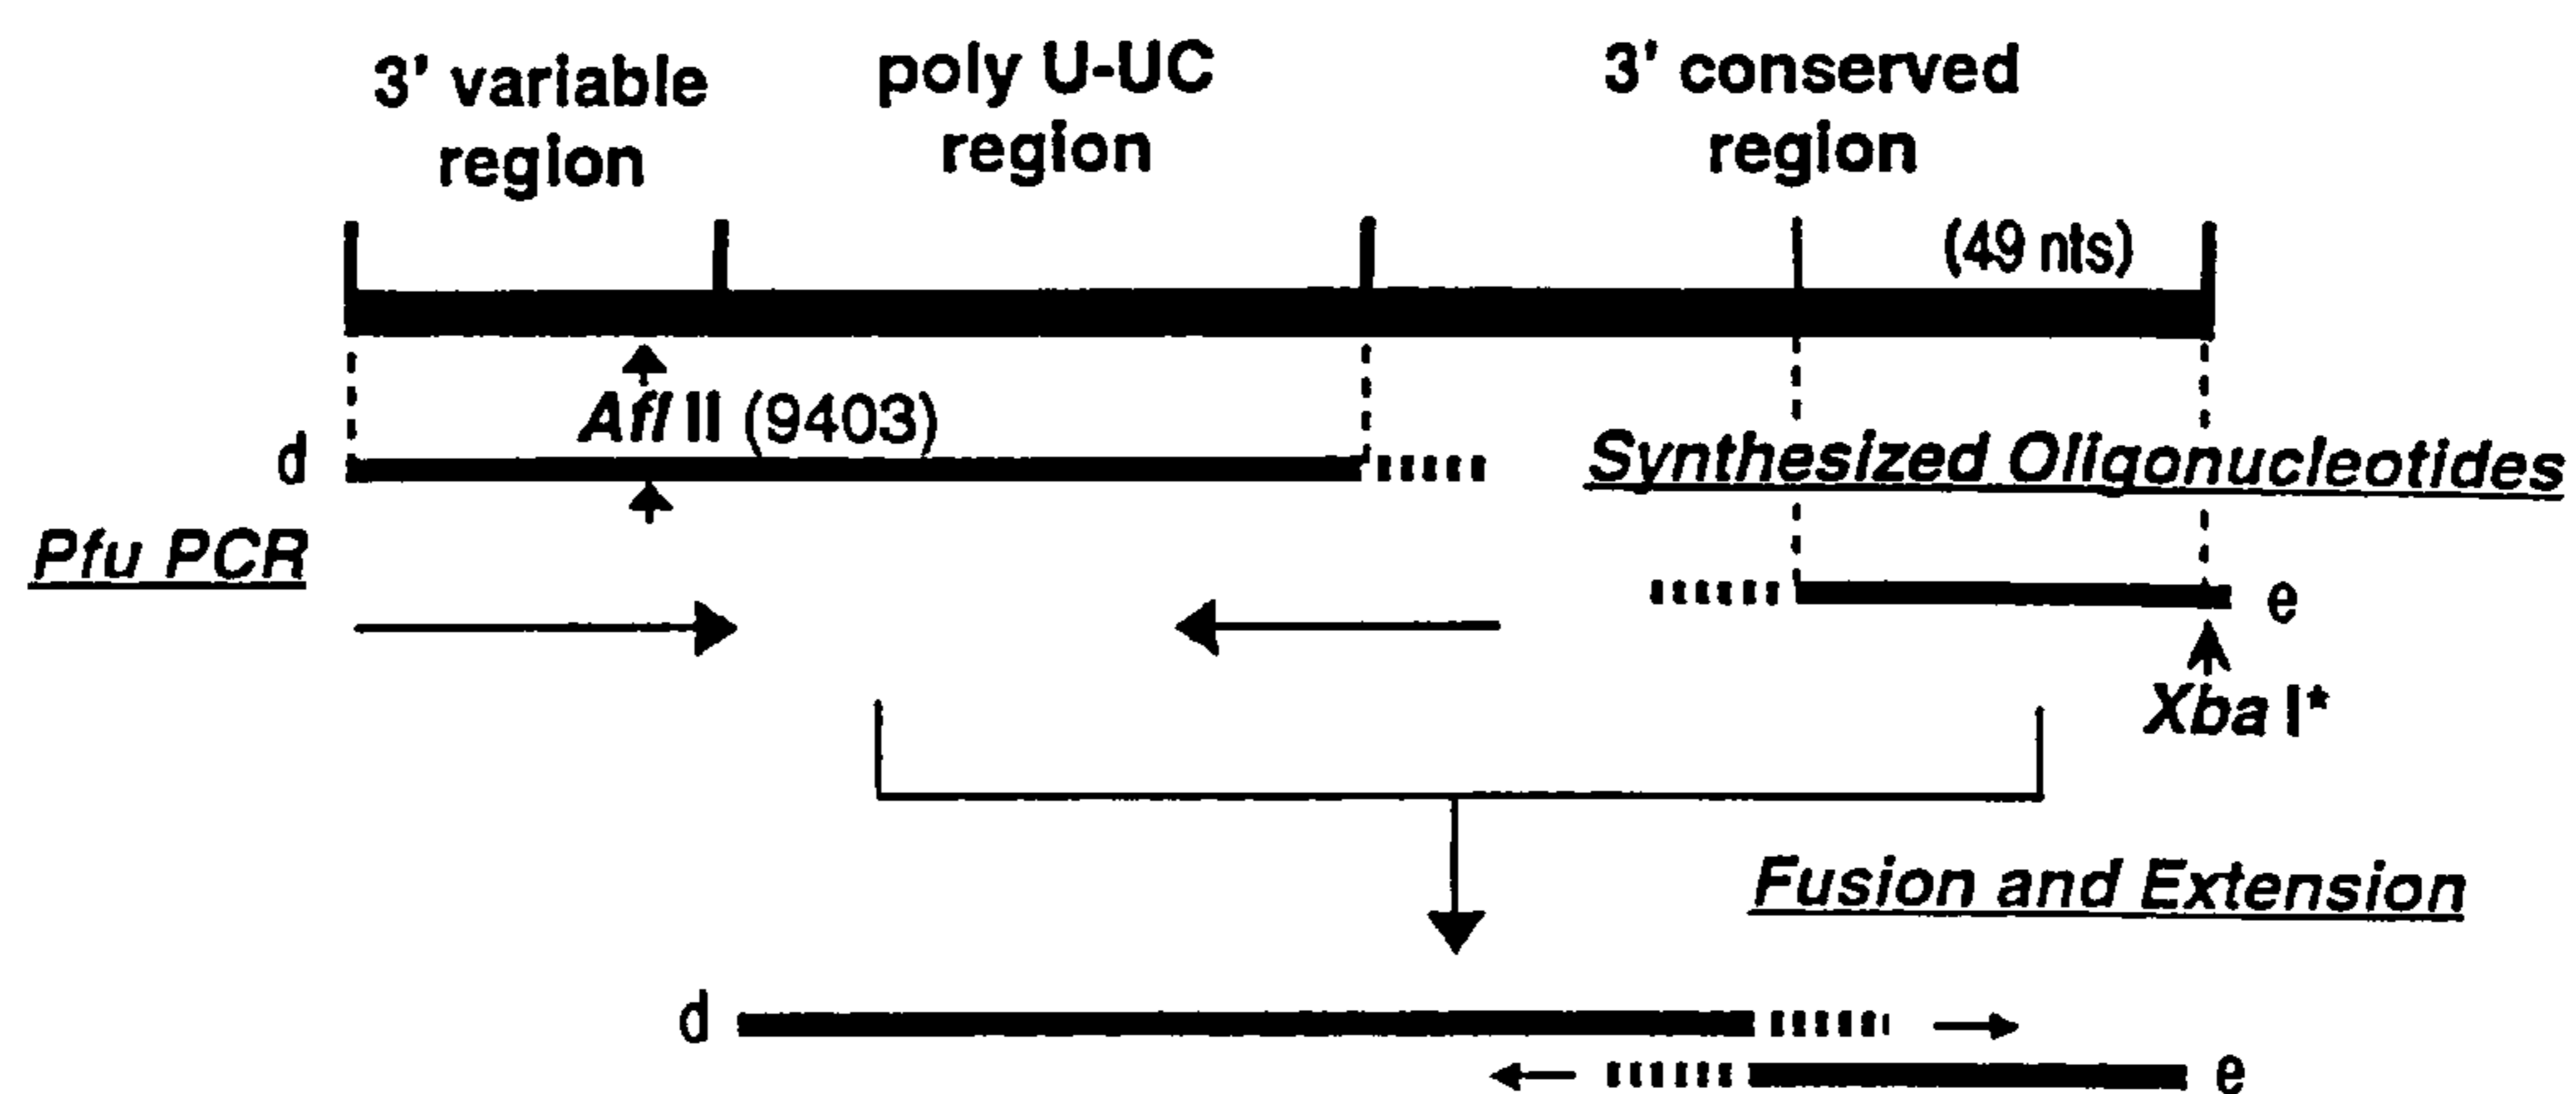 3' variable region
poly U-UC region
3' conserved region
(49 nts)
Afl II (9403)
d
Synthesized Oligonucleotides
Pfu PCR
e
Xba I*
Fusion and Extension
d
e